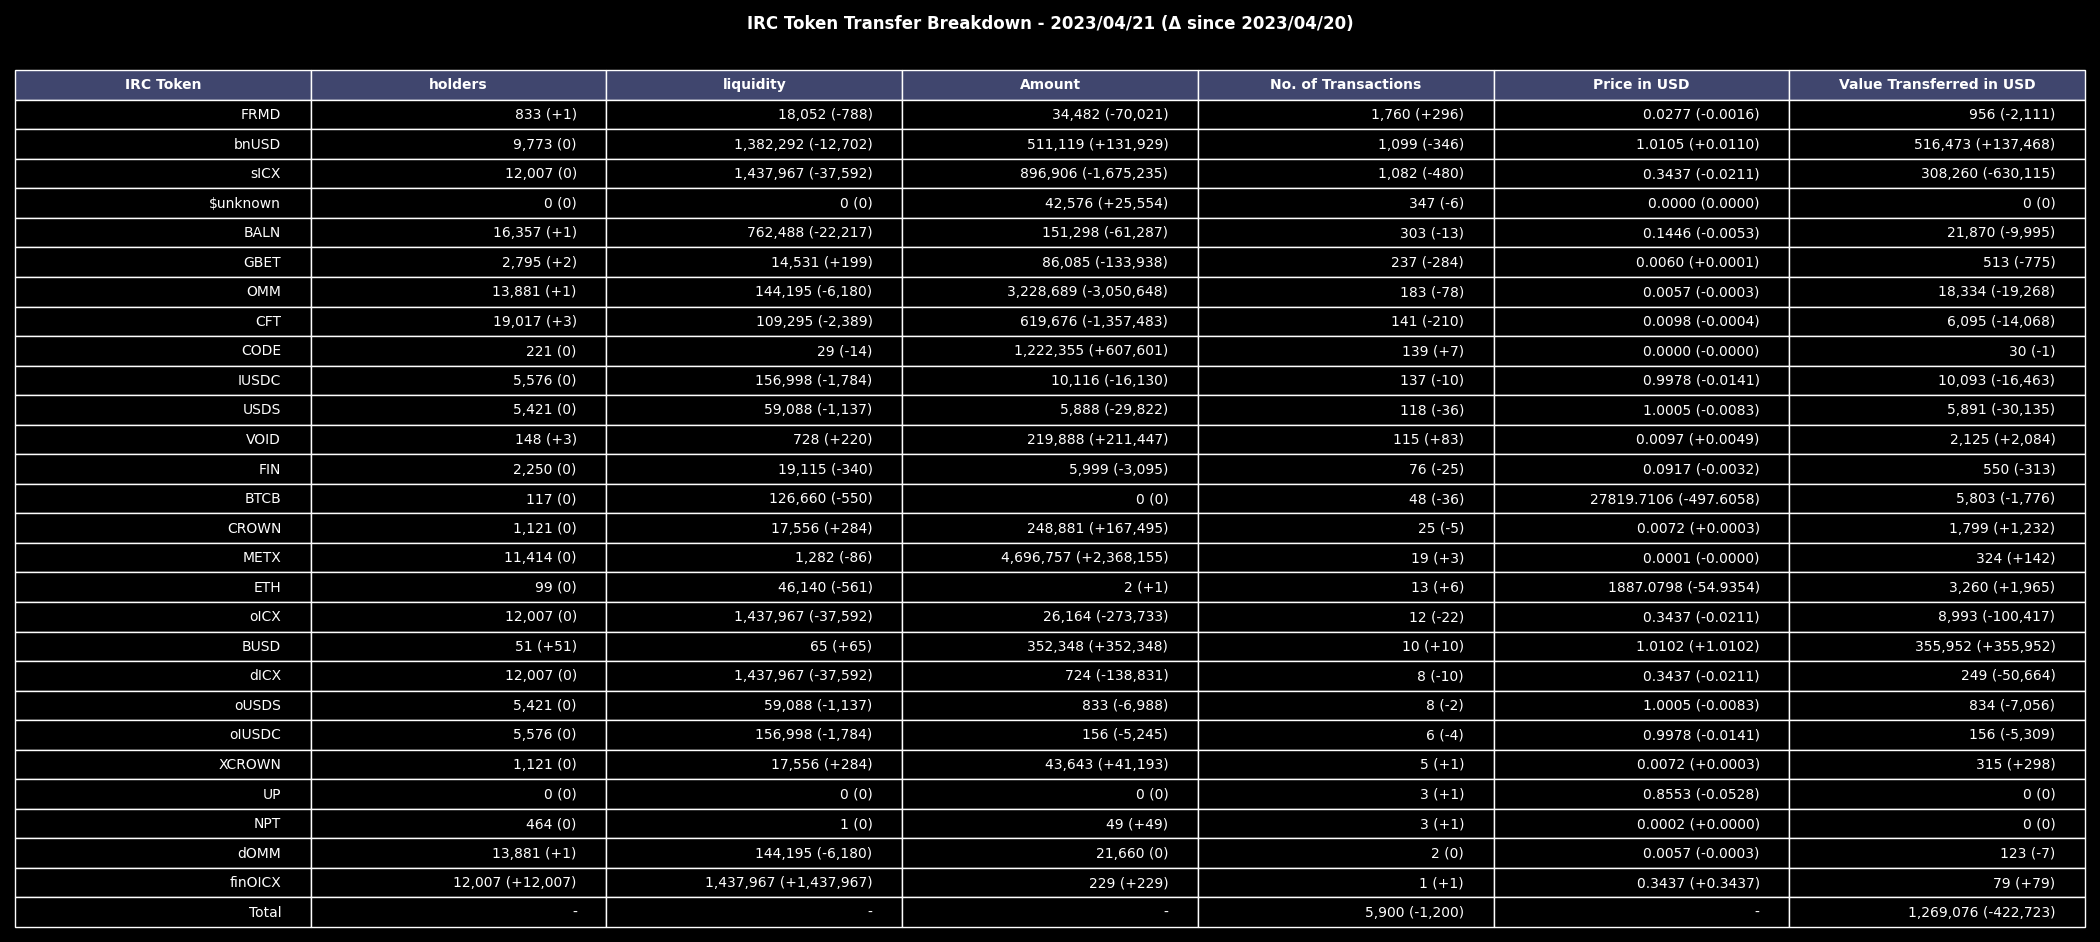 IRC Token Transfer Breakdown - 2023/04/21 (Δ since 2023/04/20)
IRC Token holders liquidity Amount No. of Transactions Price in USD Value Transferred in USD
FRMD 833 (+1) 18,052 (-788) 34,482 (-70,021) 1,760 (+296) 0.0277 (-0.0016) 956 (-2,111)
bnUSD 9,773 (0) 1,382,292 (-12,702) 511,119 (+131,929) 1,099 (-346) 1.0105 (+0.0110) 516,473 (+137,468)
sICX 12,007 (0) 1,437,967 (-37,592) 896,906 (-1,675,235) 1,082 (-480) 0.3437 (-0.0211) 308,260 (-630,115)
$unknown 0 (0) 0 (0) 42,576 (+25,554) 347 (-6) 0.0000 (0.0000) 0 (0)
BALN 16,357 (+1) 762,488 (-22,217) 151,298 (-61,287) 303 (-13) 0.1446 (-0.0053) 21,870 (-9,995)
GBET 2,795 (+2) 14,531 (+199) 86,085 (-133,938) 237 (-284) 0.0060 (+0.0001) 513 (-775)
OMM 13,881 (+1) 144,195 (-6,180) 3,228,689 (-3,050,648) 183 (-78) 0.0057 (-0.0003) 18,334 (-19,268)
CFT 19,017 (+3) 109,295 (-2,389) 619,676 (-1,357,483) 141 (-210) 0.0098 (-0.0004) 6,095 (-14,068)
CODE 221 (0) 29 (-14) 1,222,355 (+607,601) 139 (+7) 0.0000 (-0.0000) 30 (-1)
IUSDC 5,576 (0) 156,998 (-1,784) 10,116 (-16,130) 137 (-10) 0.9978 (-0.0141) 10,093 (-16,463)
USDS 5,421 (0) 59,088 (-1,137) 5,888 (-29,822) 118 (-36) 1.0005 (-0.0083) 5,891 (-30,135)
VOID 148 (+3) 728 (+220) 219,888 (+211,447) 115 (+83) 0.0097 (+0.0049) 2,125 (+2,084)
FIN 2,250 (0) 19,115 (-340) 5,999 (-3,095) 76 (-25) 0.0917 (-0.0032) 550 (-313)
BTCB 117 (0) 126,660 (-550) 0 (0) 48 (-36) 27819.7106 (-497.6058) 5,803 (-1,776)
CROWN 1,121 (0) 17,556 (+284) 248,881 (+167,495) 25 (-5) 0.0072 (+0.0003) 1,799 (+1,232)
METX 11,414 (0) 1,282 (-86) 4,696,757 (+2,368,155) 19 (+3) 0.0001 (-0.0000) 324 (+142)
ETH 99 (0) 46,140 (-561) 2 (+1) 13 (+6) 1887.0798 (-54.9354) 3,260 (+1,965)
oICX 12,007 (0) 1,437,967 (-37,592) 26,164 (-273,733) 12 (-22) 0.3437 (-0.0211) 8,993 (-100,417)
BUSD 51 (+51) 65 (+65) 352,348 (+352,348) 10 (+10) 1.0102 (+1.0102) 355,952 (+355,952)
dICX 12,007 (0) 1,437,967 (-37,592) 724 (-138,831) 8 (-10) 0.3437 (-0.0211) 249 (-50,664)
oUSDS 5,421 (0) 59,088 (-1,137) 833 (-6,988) 8 (-2) 1.0005 (-0.0083) 834 (-7,056)
oIUSDC 5,576 (0) 156,998 (-1,784) 156 (-5,245) 6 (-4) 0.9978 (-0.0141) 156 (-5,309)
XCROWN 1,121 (0) 17,556 (+284) 43,643 (+41,193) 5 (+1) 0.0072 (+0.0003) 315 (+298)
UP 0 (0) 0 (0) 0 (0) 3 (+1) 0.8553 (-0.0528) 0 (0)
NPT 464 (0) 1 (0) 49 (+49) 3 (+1) 0.0002 (+0.0000) 0 (0)
dOMM 13,881 (+1) 144,195 (-6,180) 21,660 (0) 2 (0) 0.0057 (-0.0003) 123 (-7)
finOICX 12,007 (+12,007) 1,437,967 (+1,437,967) 229 (+229) 1 (+1) 0.3437 (+0.3437) 79 (+79)
Total - - - 5,900 (-1,200) - 1,269,076 (-422,723)